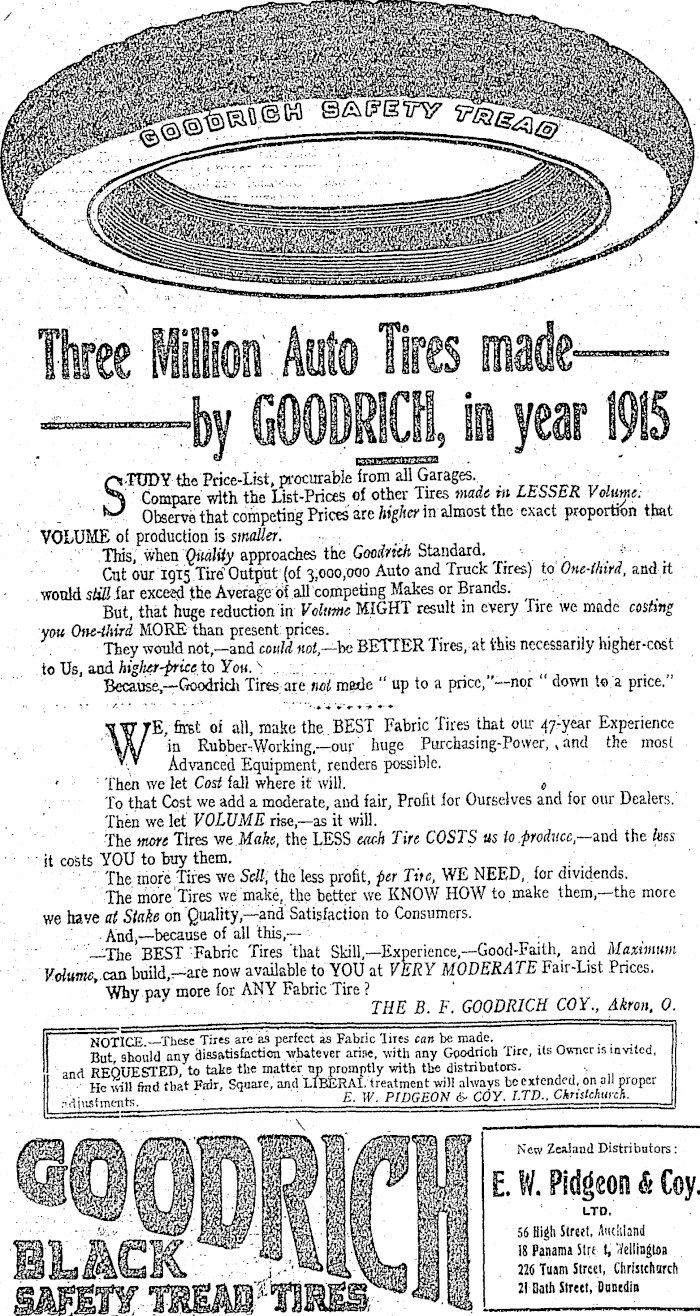 GOODRICH SAFETY TREAD
Three Million Auto Tires made—
—by GOODRICH, in year 1915
STUDY the Price-List, procurable from all Garages.
Compare with the List-Prices of other Tires made in LESSER Volume.
Observe that competing Prices are higher in almost the exact proportion that
VOLUME of production is smaller.
This, when Quality approaches the Goodrich Standard.
Cut our 1915 Tire Output (of 3,000,000 Auto and Truck Tires) to One-third, and it
would still far exceed the Average of all competing Makes or Brands.
But, that huge reduction in Volume MIGHT result in every Tire we made costing
you One-third MORE than present prices.
They would not,—and could not,—be BETTER Tires, at this necessarily higher-cost
to Us, and higher-price to You.
Because,—Goodrich Tires are not made "up to a price,"—nor "down to a price."
WE, first of all, make the BEST Fabric Tires that our 47-year Experience
in Rubber-Working,—our huge Purchasing-Power, and the most
Advanced Equipment, renders possible.
Then we let Cost fall where it will.
To that Cost we add a moderate, and fair, Profit for Ourselves and for our Dealers.
Then we let VOLUME rise,—as it will.
The more Tires we Make, the LESS each Tire COSTS us to produce,—and the less
it costs YOU to buy them.
The more Tires we Sell, the less profit, per Tire, WE NEED, for dividends.
The more Tires we make, the better we KNOW HOW to make them,—the more
we have at Stake on Quality,—and Satisfaction to Consumers.
And,—because of all this,—
—The BEST Fabric Tires that Skill,—Experience,—Good-Faith, and Maximum
Volume, can build,—are now available to YOU at VERY MODERATE Fair-List Prices.
Why pay more for ANY Fabric Tire?
THE B. F. GOODRICH COY., Akron, O.
NOTICE.—These Tires are as perfect as Fabric Tires can be made.
But, should any dissatisfaction whatever arise, with any Goodrich Tire, its Owner is invited,
and REQUESTED, to take the matter up promptly with the distributors.
He will find that Fair, Square, and LIBERAL treatment will always be extended, on all proper
adjustments. E. W. PIDGEON & COY. LTD., Christchurch.
GOODRICH
BLACK
SAFETY TREAD TIRES
New Zealand Distributors:
E. W. Pidgeon & Coy.
LTD.
56 High Street, Auckland
18 Panama Street, Wellington
226 Tuam Street, Christchurch
21 Bath Street, Dunedin